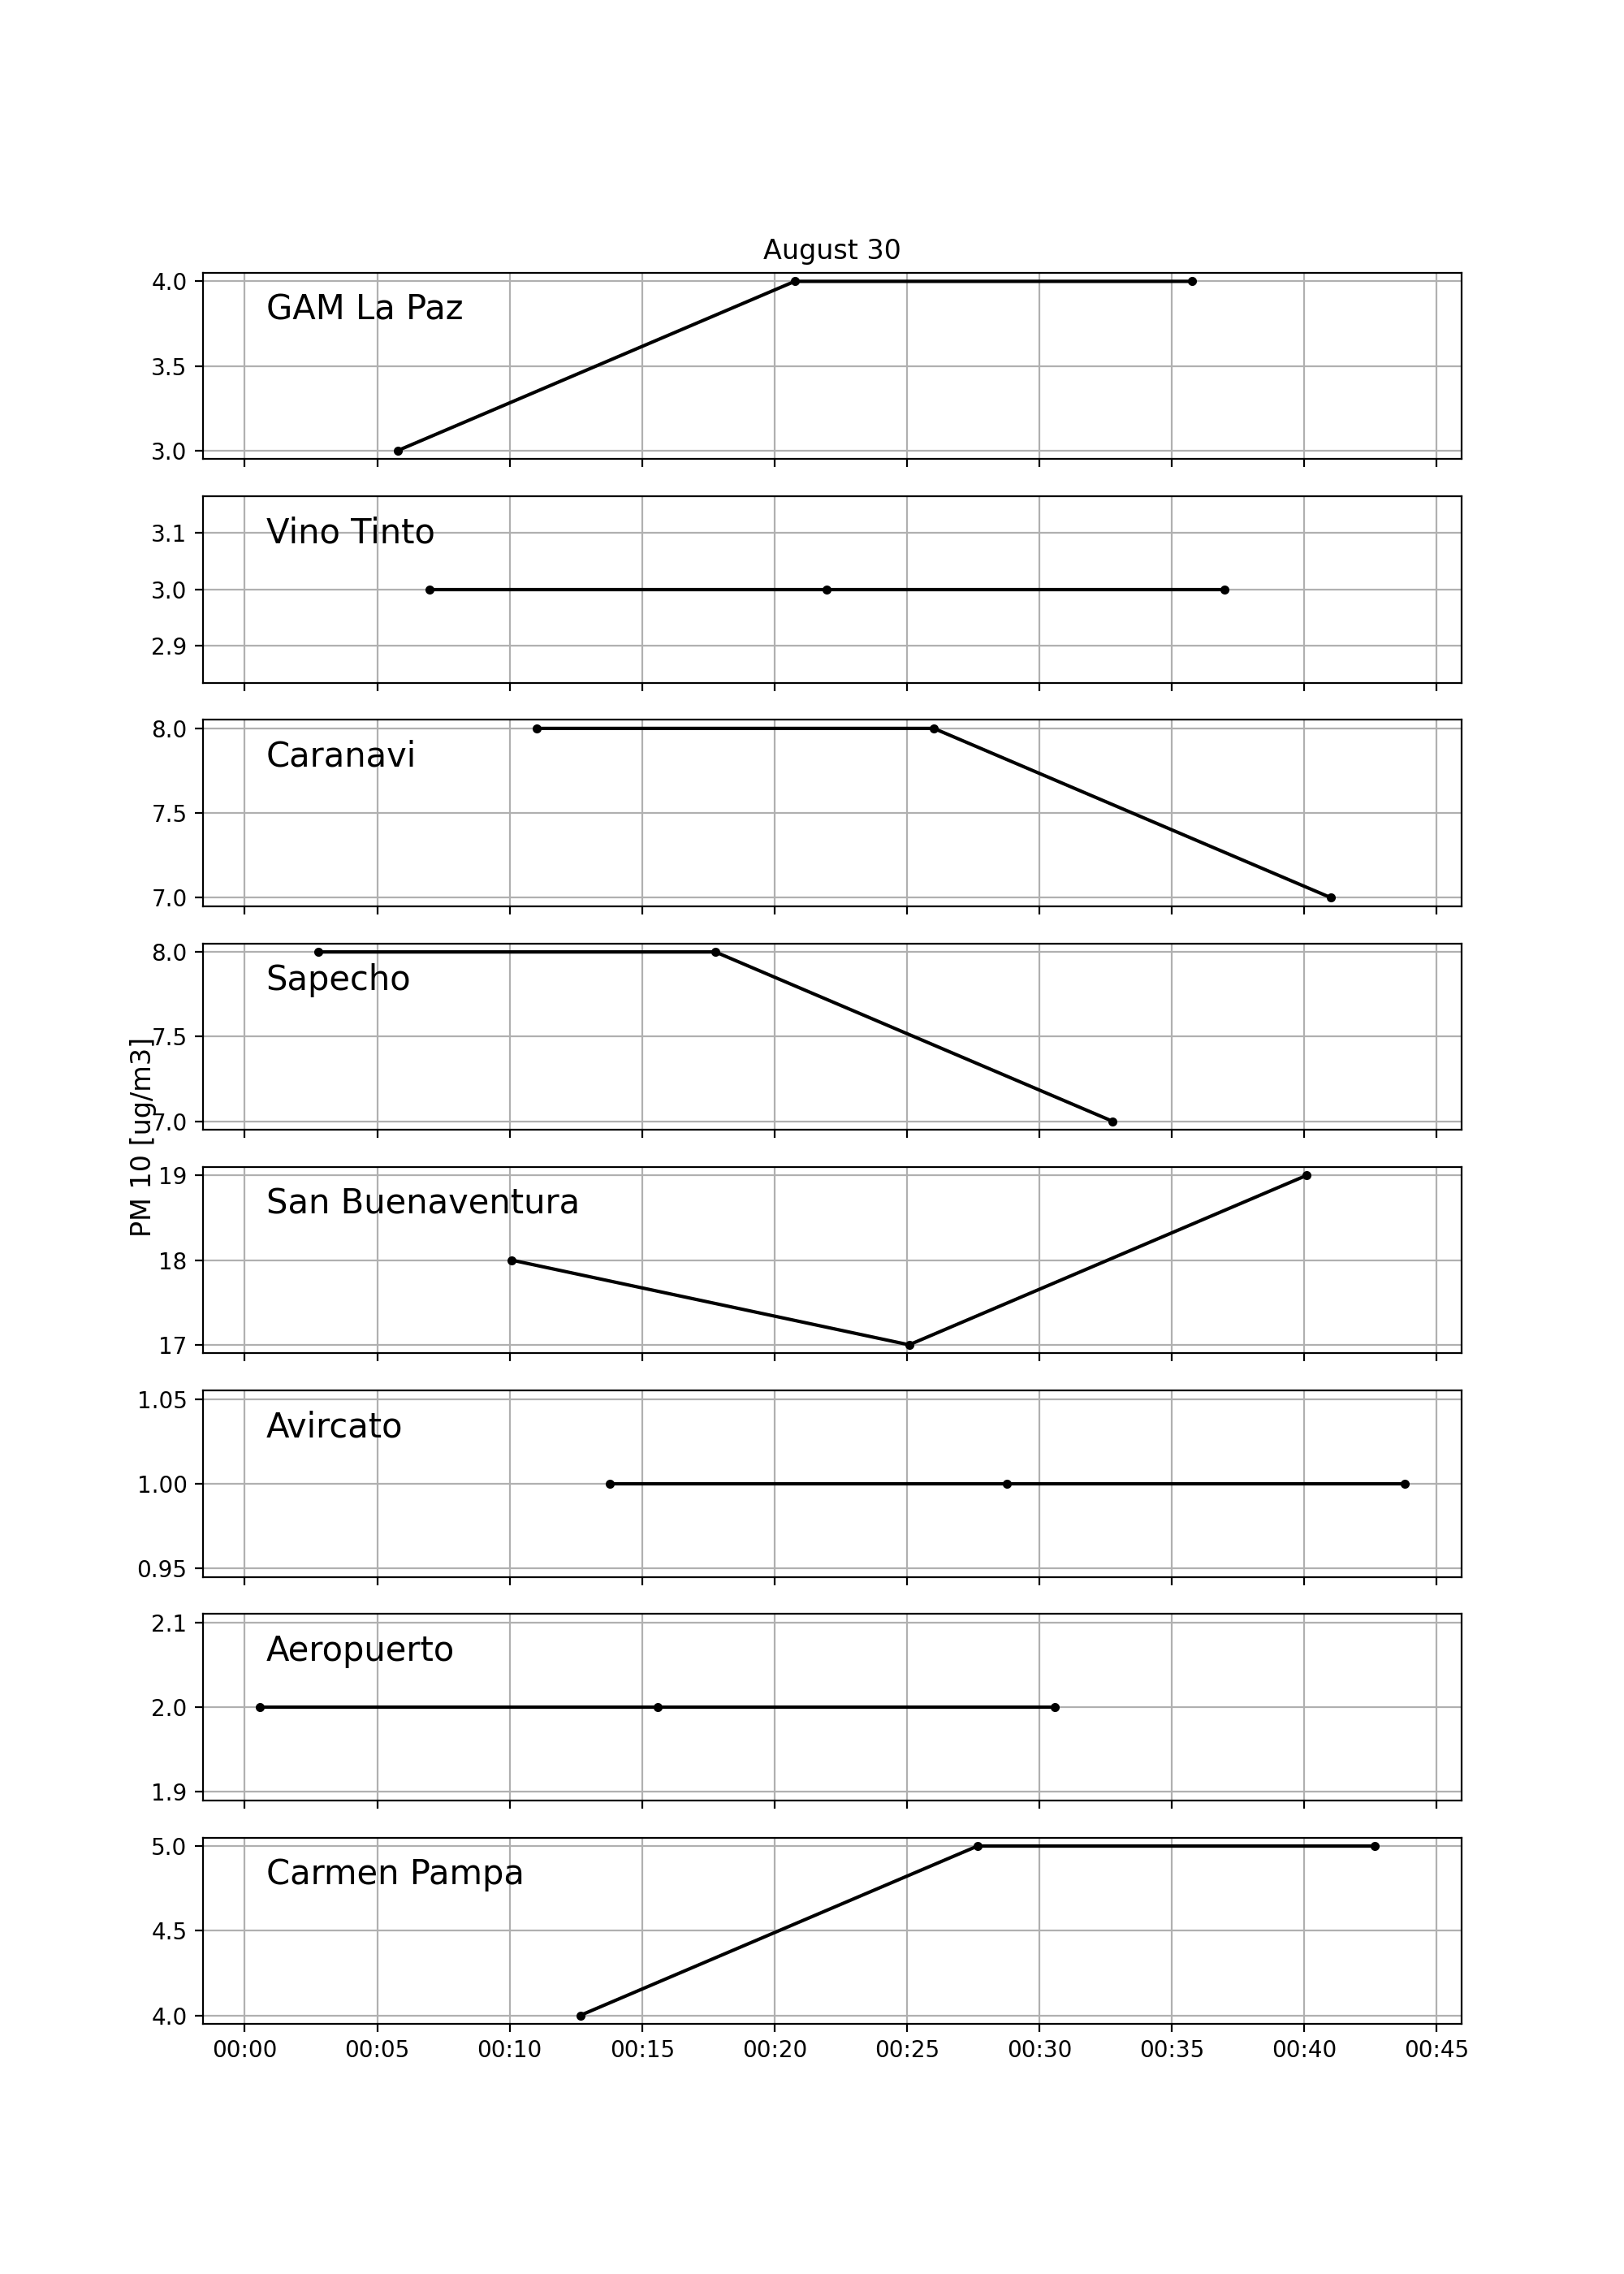 August 30
4.0
GAM La Paz
3.5
3.0
Vino Tinto
3.1
3.0
2.9
8.0
Caranavi
7.5
7.0
8.0
Sapecho
7.5
7.0
PM 10 [ug/m3]
19
San Buenaventura
18
17
1.05
Avircato
1.00
0.95
2.1
Aeropuerto
2.0
1.9
5.0
Carmen Pampa
4.5
4.0
00:00 00:05 00:10 00:15 00:20 00:25 00:30 00:35 00:40 00:45